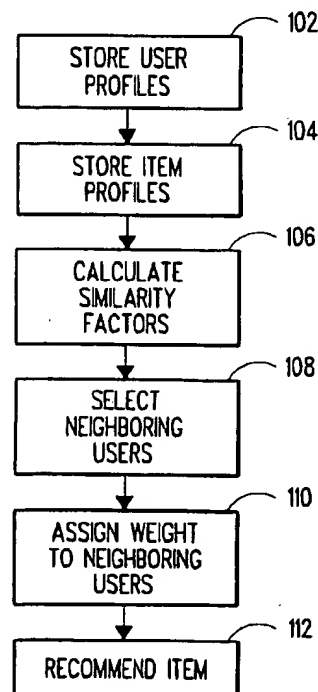 102
STORE USER
PROFILES
104
STORE ITEM
PROFILES
106
CALCULATE
SIMILARITY
FACTORS
108
SELECT
NEIGHBORING
USERS
110
ASSIGN WEIGHT
TO NEIGHBORING
USERS
112
RECOMMEND ITEM